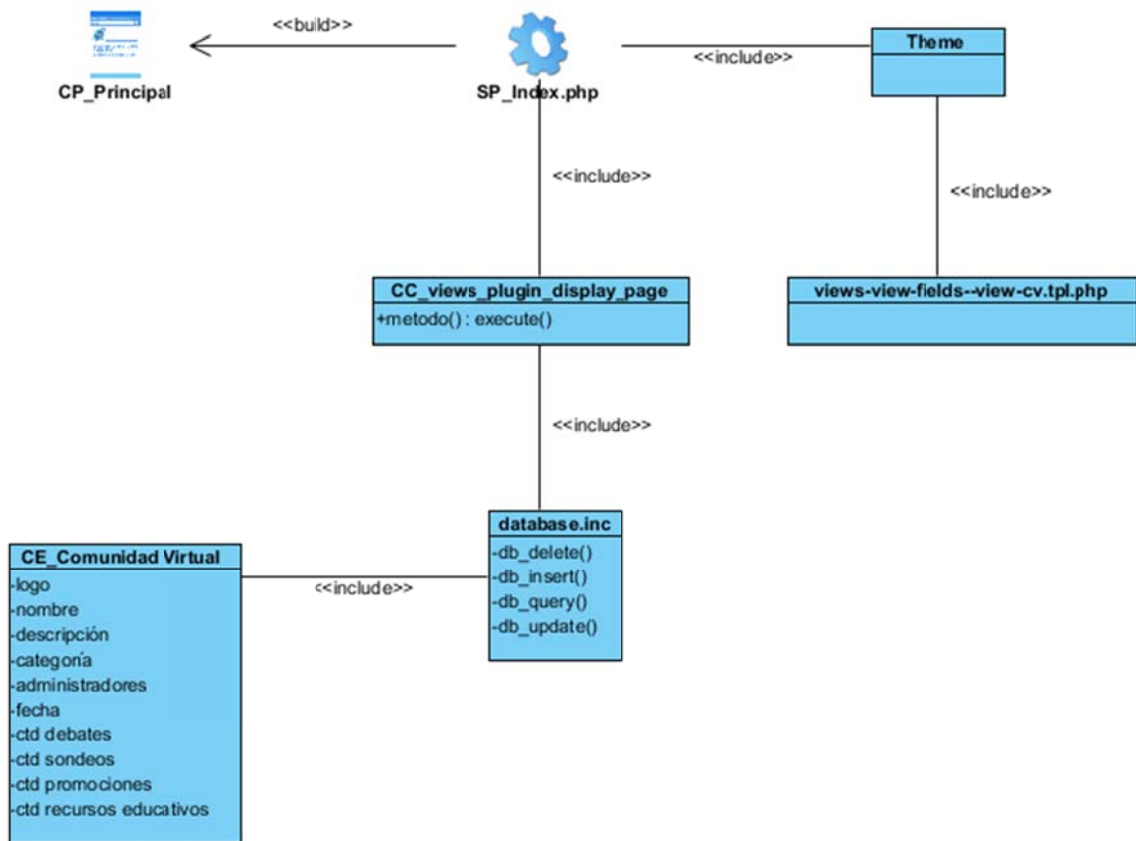 <<build>>
CP_Principal
SP_Index.php
<<include>>
Theme
<<include>>
<<include>>
CC_views_plugin_display_page
+metodo() : execute()
views-view-fields--view-cv.tpl.php
<<include>>
database.inc
-db_delete()
-db_insert()
-db_query()
-db_update()
<<include>>
CE_Comunidad Virtual
-logo
-nombre
-descripción
-categoría
-administradores
-fecha
-ctd debates
-ctd sondeos
-ctd promociones
-ctd recursos educativos